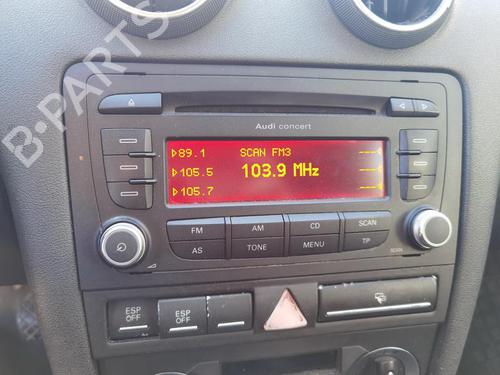 B-PARTS
Audi concert
89.1 SCAN FM3
105.5 103.9 MHz
105.7
FM AM CD SCAN
AS TONE MENU TP
SCAN
ESP OFF ESP OFF